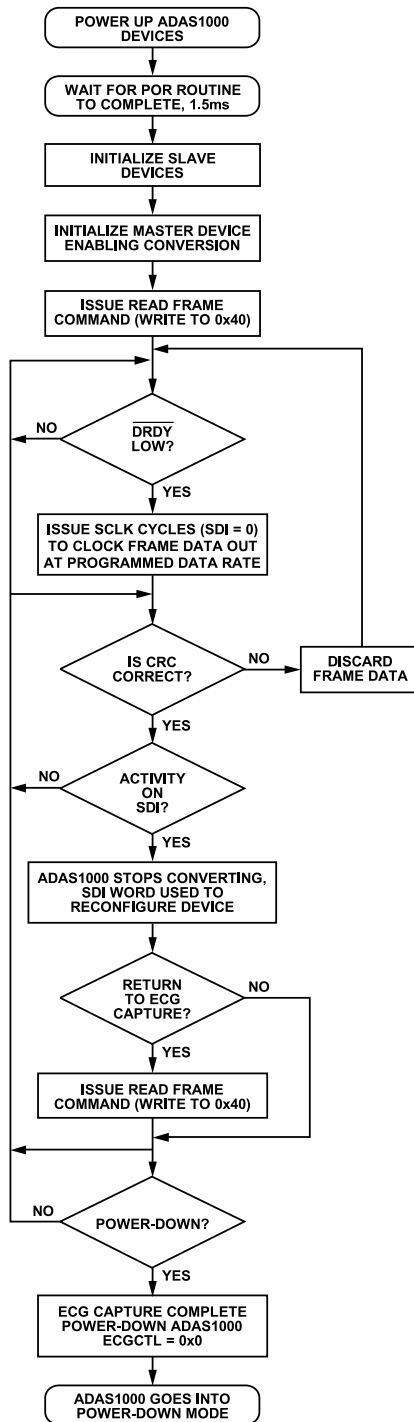 POWER UP ADAS1000
DEVICES
WAIT FOR POR ROUTINE
TO COMPLETE, 1.5ms
INITIALIZE SLAVE
DEVICES
INITIALIZE MASTER DEVICE
ENABLING CONVERSION
ISSUE READ FRAME
COMMAND (WRITE TO 0x40)
NO
DRDY
LOW?
YES
ISSUE SCLK CYCLES (SDI = 0)
TO CLOCK FRAME DATA OUT
AT PROGRAMMED DATA RATE
IS CRC
CORRECT?
NO
DISCARD
FRAME DATA
YES
NO
ACTIVITY
ON
SDI?
YES
ADAS1000 STOPS CONVERTING,
SDI WORD USED TO
RECONFIGURE DEVICE
RETURN
TO ECG
CAPTURE?
NO
YES
ISSUE READ FRAME
COMMAND (WRITE TO 0x40)
NO
POWER-DOWN?
YES
ECG CAPTURE COMPLETE
POWER-DOWN ADAS1000
ECGCTL = 0x0
ADAS1000 GOES INTO
POWER-DOWN MODE